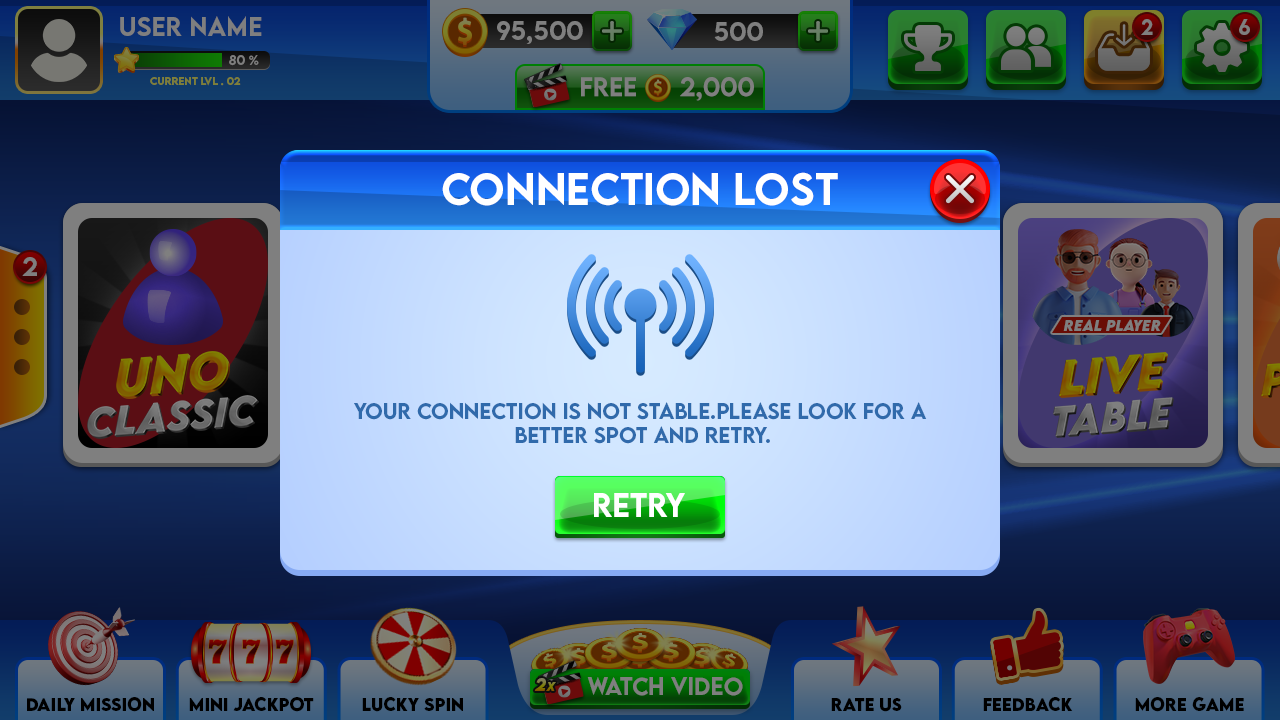 USER NAME
80 %
CURRENT LVL . 02
95,500
500
FREE $ 2,000
2
6
CONNECTION LOST
2
UNO
CLASSIC
REAL PLAYER
LIVE
TABLE
YOUR CONNECTION IS NOT STABLE.PLEASE LOOK FOR A
BETTER SPOT AND RETRY.
RETRY
777
2x
WATCH VIDEO
DAILY MISSION
MINI JACKPOT
LUCKY SPIN
RATE US
FEEDBACK
MORE GAME